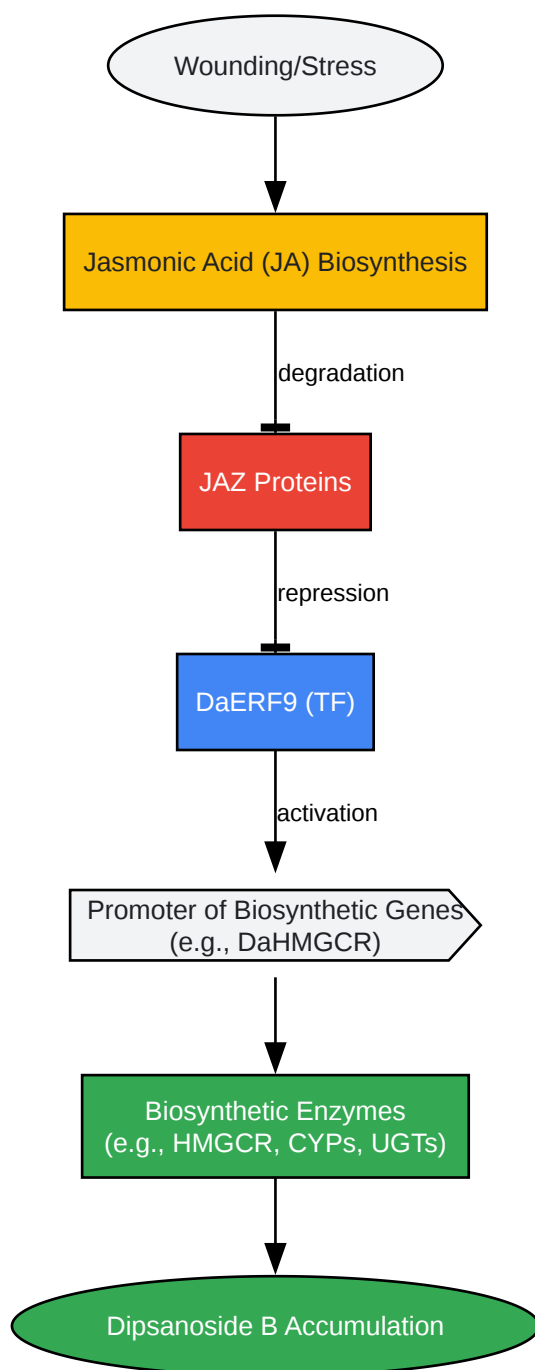 Wounding/Stress
Jasmonic Acid (JA) Biosynthesis
degradation
JAZ Proteins
repression
DaERF9 (TF)
activation
Promoter of Biosynthetic Genes
(e.g., DaHMGCR)
Biosynthetic Enzymes
(e.g., HMGCR, CYPs, UGTs)
Dipsanoside B Accumulation